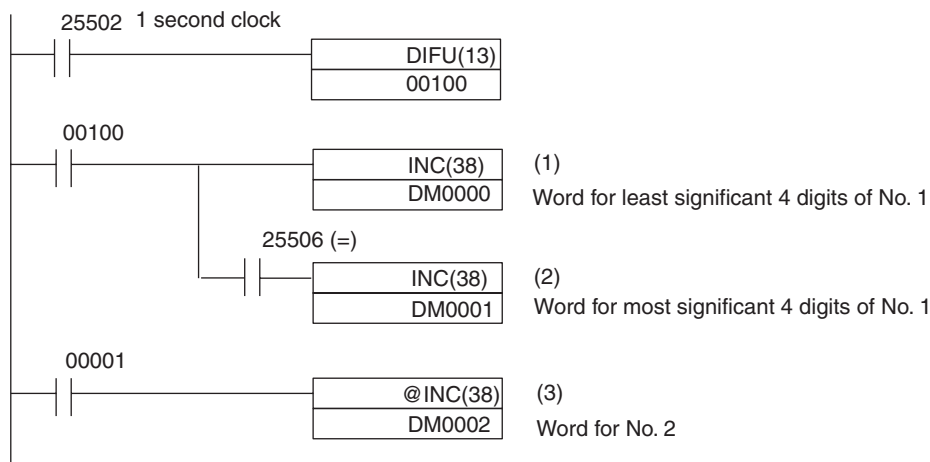 25502 1 second clock
DIFU(13)
00100
00100
INC(38) (1)
DM0000 Word for least significant 4 digits of No. 1
25506 (=)
INC(38) (2)
DM0001 Word for most significant 4 digits of No. 1
00001
@INC(38) (3)
DM0002 Word for No. 2